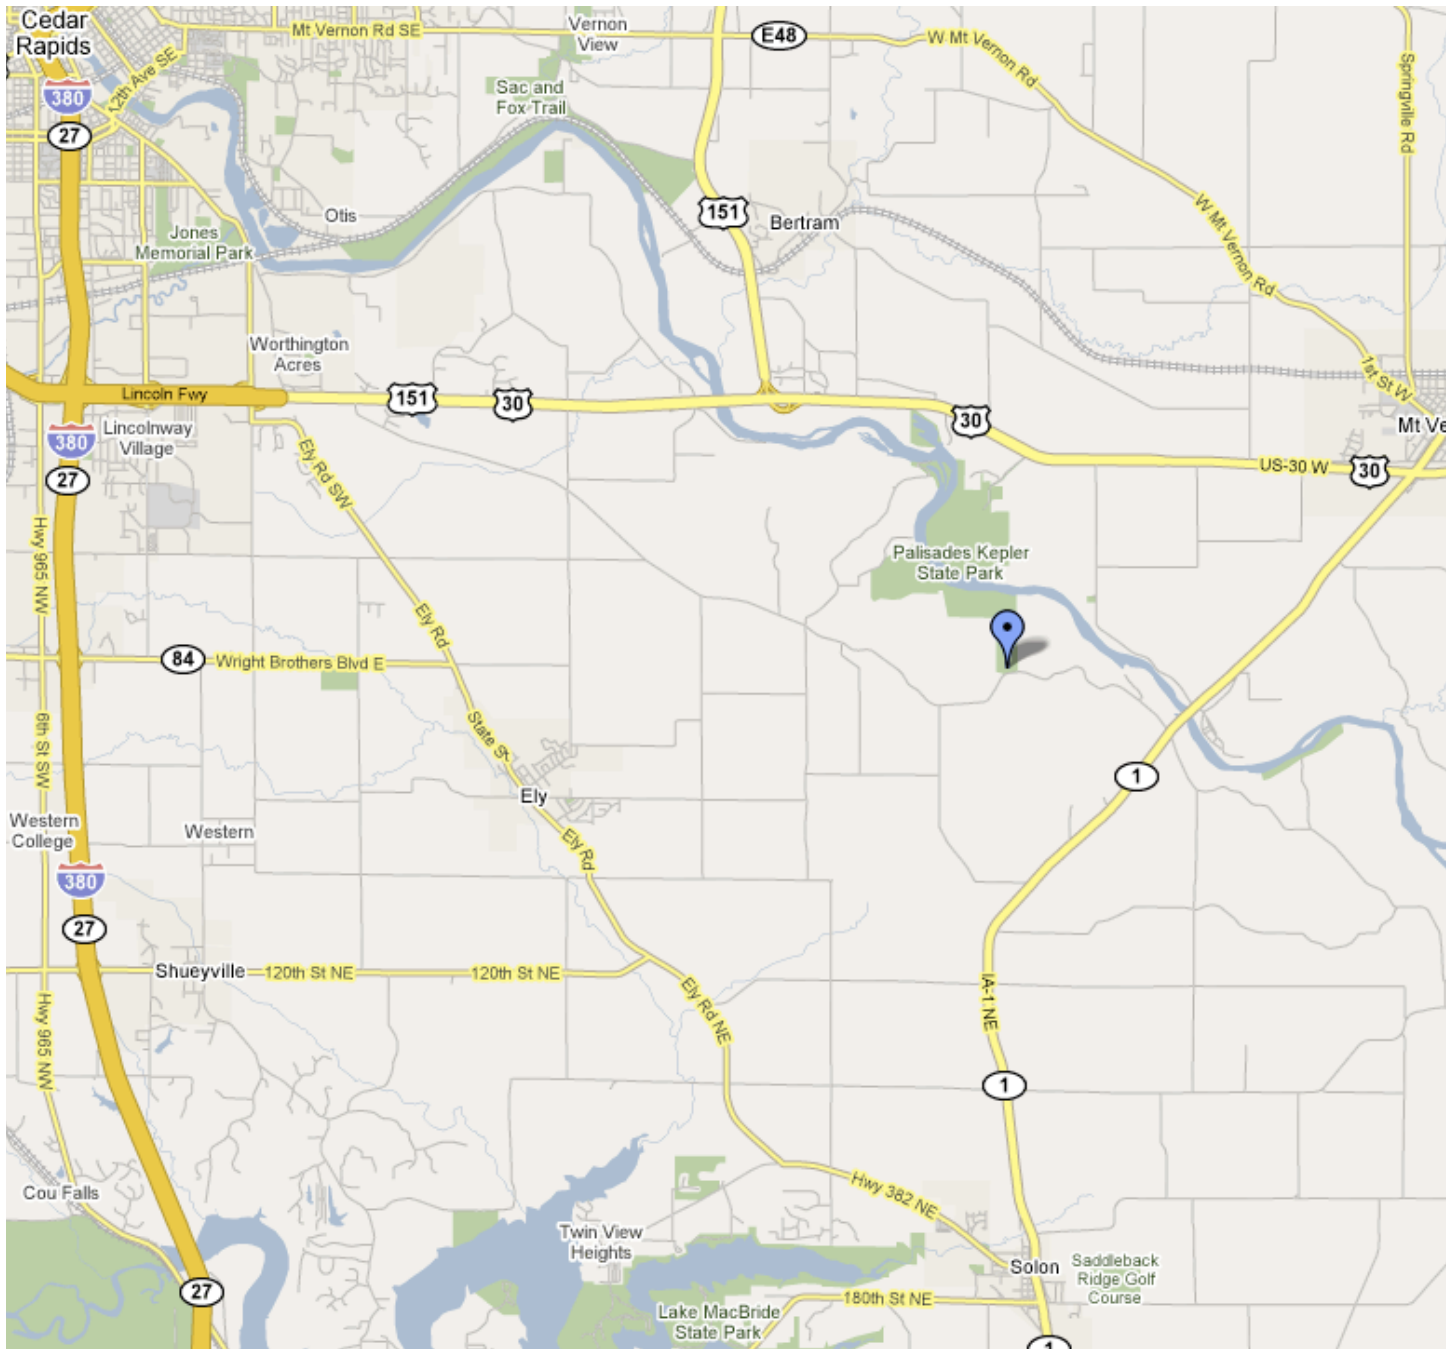 Cedar
Rapids
Mt Vernon Rd SE
Vernon
View
E48
W Mt Vernon Rd
Springville Rd
Sac and
Fox Trail
380
12th Ave SE
27
151
Bertram
Otis
Jones
Memorial Park
W Mt Vernon Rd
Worthington
Acres
1st St W
Lincoln Fwy
151
30
30
Mt Ve
380
Lincolnway
Village
27
Ely Rd SW
US-30 W
30
Hwy 965 NW
Palisades Kepler
State Park
Ely Rd
84
Wright Brothers Blvd E
6th St SW
State St
1
Ely
Western
College
Western
Ely Rd
380
27
Shueyville
120th St NE
120th St NE
Ely Rd NE
IA-1 NE
Hwy 965 NW
1
Cou Falls
Hwy 382 NE
Twin View
Heights
Solon
Saddleback
Ridge Golf
Course
27
180th St NE
Lake MacBride
State Park
1